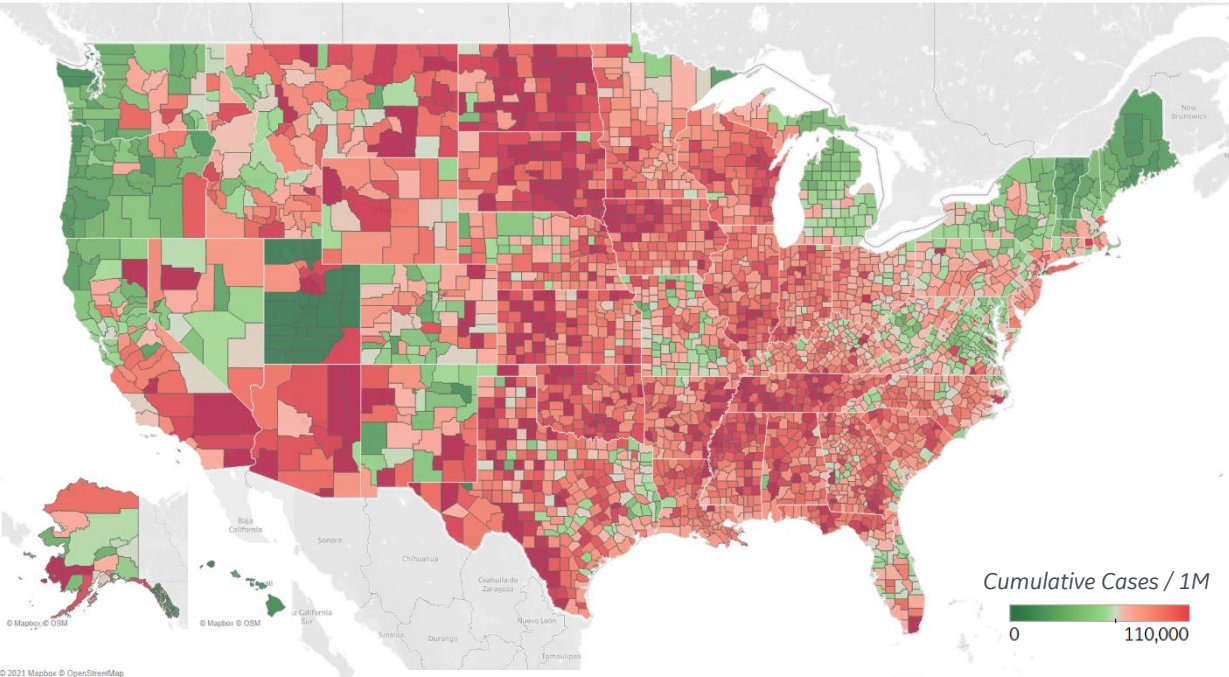 New
Brunswick
Baja
California
Sonora
Chihuahua
Coahuila de
Zaragoza
Nuevo León
Sinaloa
Durango
Tamaulipas
a California
Sur
Cumulative Cases / 1M
0
110,000
© Mapbox © OSM
© Mapbox © OSM
© 2021 Mapbox © OpenStreetMap